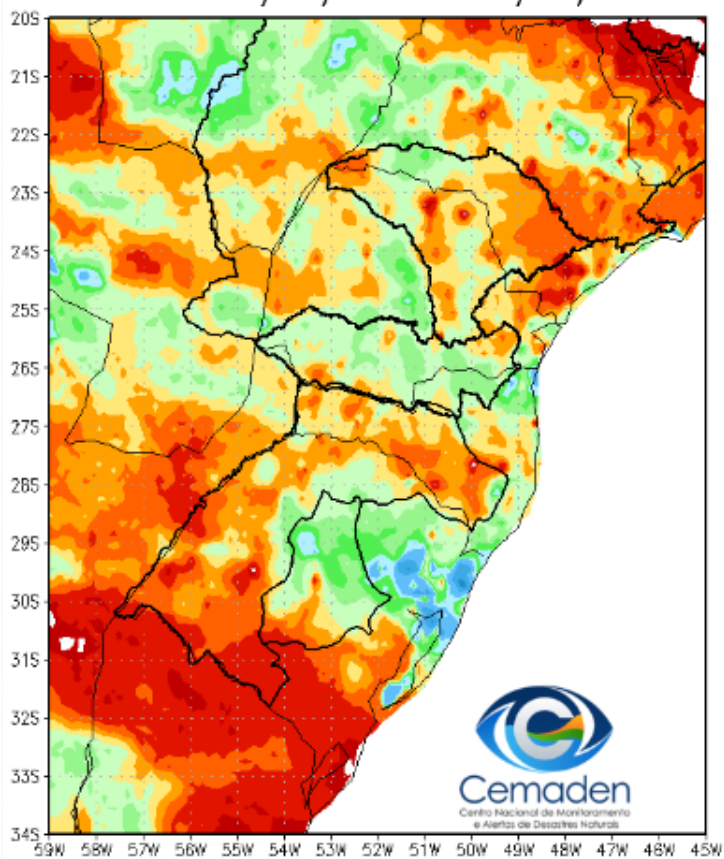 20S
21S
22S
23S
24S
25S
26S
27S
28S
29S
30S
31S
32S
33S
34S
59W 58W 57W 56W 55W 54W 53W 52W 51W 50W 49W 48W 47W 46W 45W
Cemaden
Centro Nacional de Monitoramento
e Alertas de Desastres Naturais